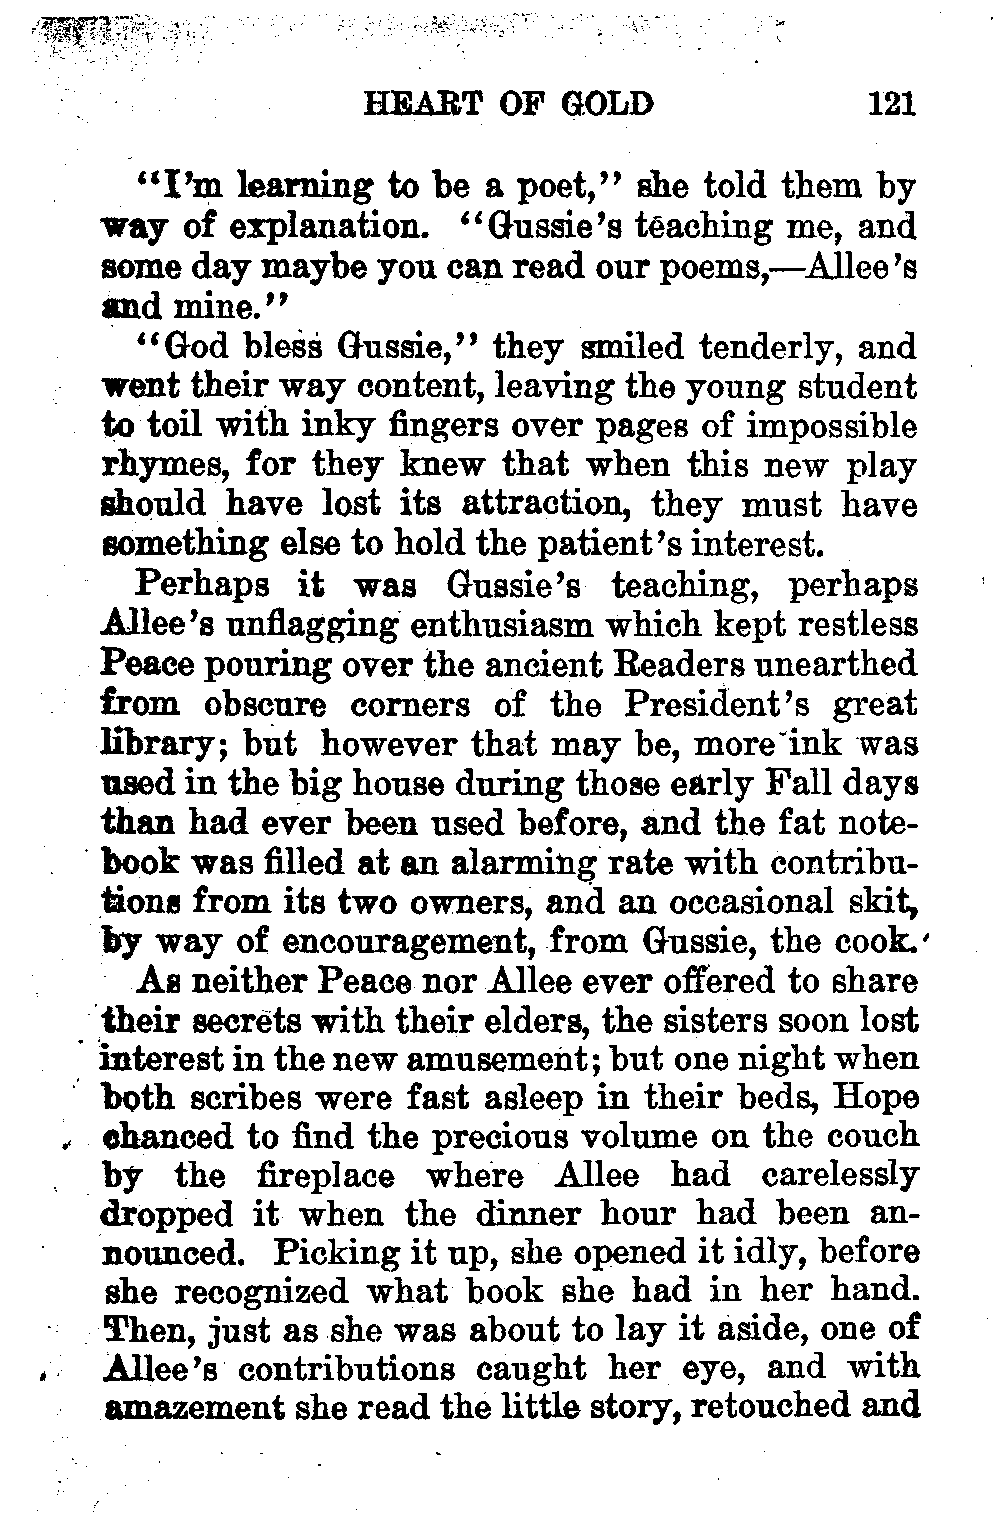 HEART OF GOLD 121
"I'm learning to be a poet," she told them by
way of explanation. "Gussie's teaching me, and
some day maybe you can read our poems,—Allee's
and mine."
"God bless Gussie," they smiled tenderly, and
went their way content, leaving the young student
to toil with inky fingers over pages of impossible
rhymes, for they knew that when this new play
should have lost its attraction, they must have
something else to hold the patient's interest.
Perhaps it was Gussie's teaching, perhaps
Allee's unflagging enthusiasm which kept restless
Peace pouring over the ancient Readers unearthed
from obscure corners of the President's great
library; but however that may be, more ink was
used in the big house during those early Fall days
than had ever been used before, and the fat note-
book was filled at an alarming rate with contribu-
tions from its two owners, and an occasional skit,
by way of encouragement, from Gussie, the cook.
As neither Peace nor Allee ever offered to share
their secrets with their elders, the sisters soon lost
interest in the new amusement; but one night when
both scribes were fast asleep in their beds, Hope
chanced to find the precious volume on the couch
by the fireplace where Allee had carelessly
dropped it when the dinner hour had been an-
nounced. Picking it up, she opened it idly, before
she recognized what book she had in her hand.
Then, just as she was about to lay it aside, one of
Allee's contributions caught her eye, and with
amazement she read the little story, retouched and